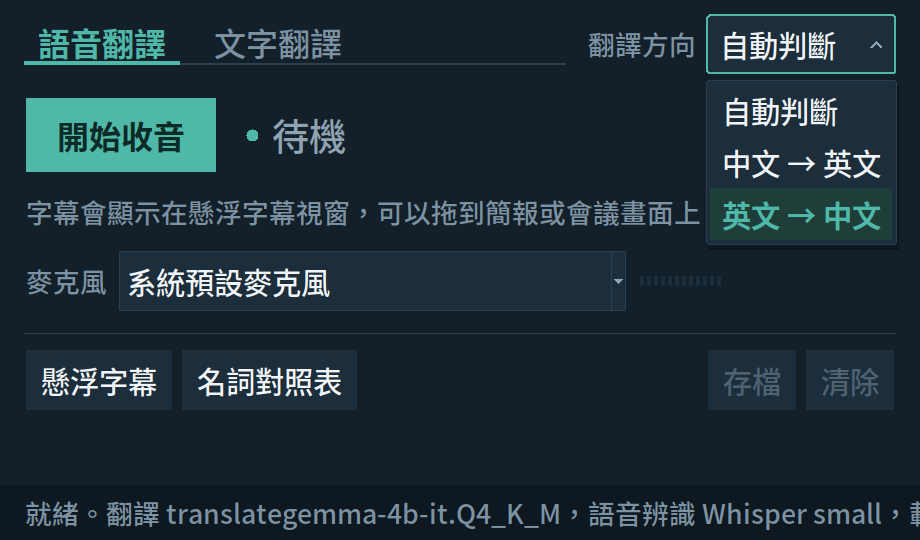 語音翻譯 文字翻譯 翻譯方向 自動判斷
自動判斷
開始收音 待機
中文 → 英文
英文 → 中文
字幕會顯示在懸浮字幕視窗，可以拖到簡報或會議畫面上
麥克風 系統預設麥克風
懸浮字幕 名詞對照表 存檔 清除
就緒。翻譯 translategemma-4b-it.Q4_K_M，語音辨識 Whisper small，